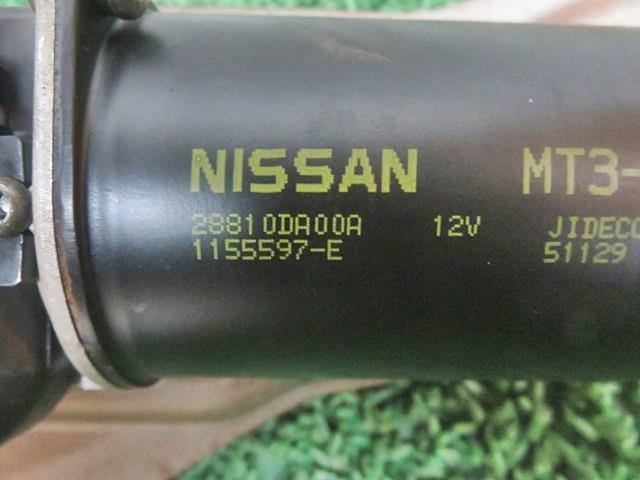 NISSAN MT3-
28810DA00A 12V JIDECO
1155597-E 51129